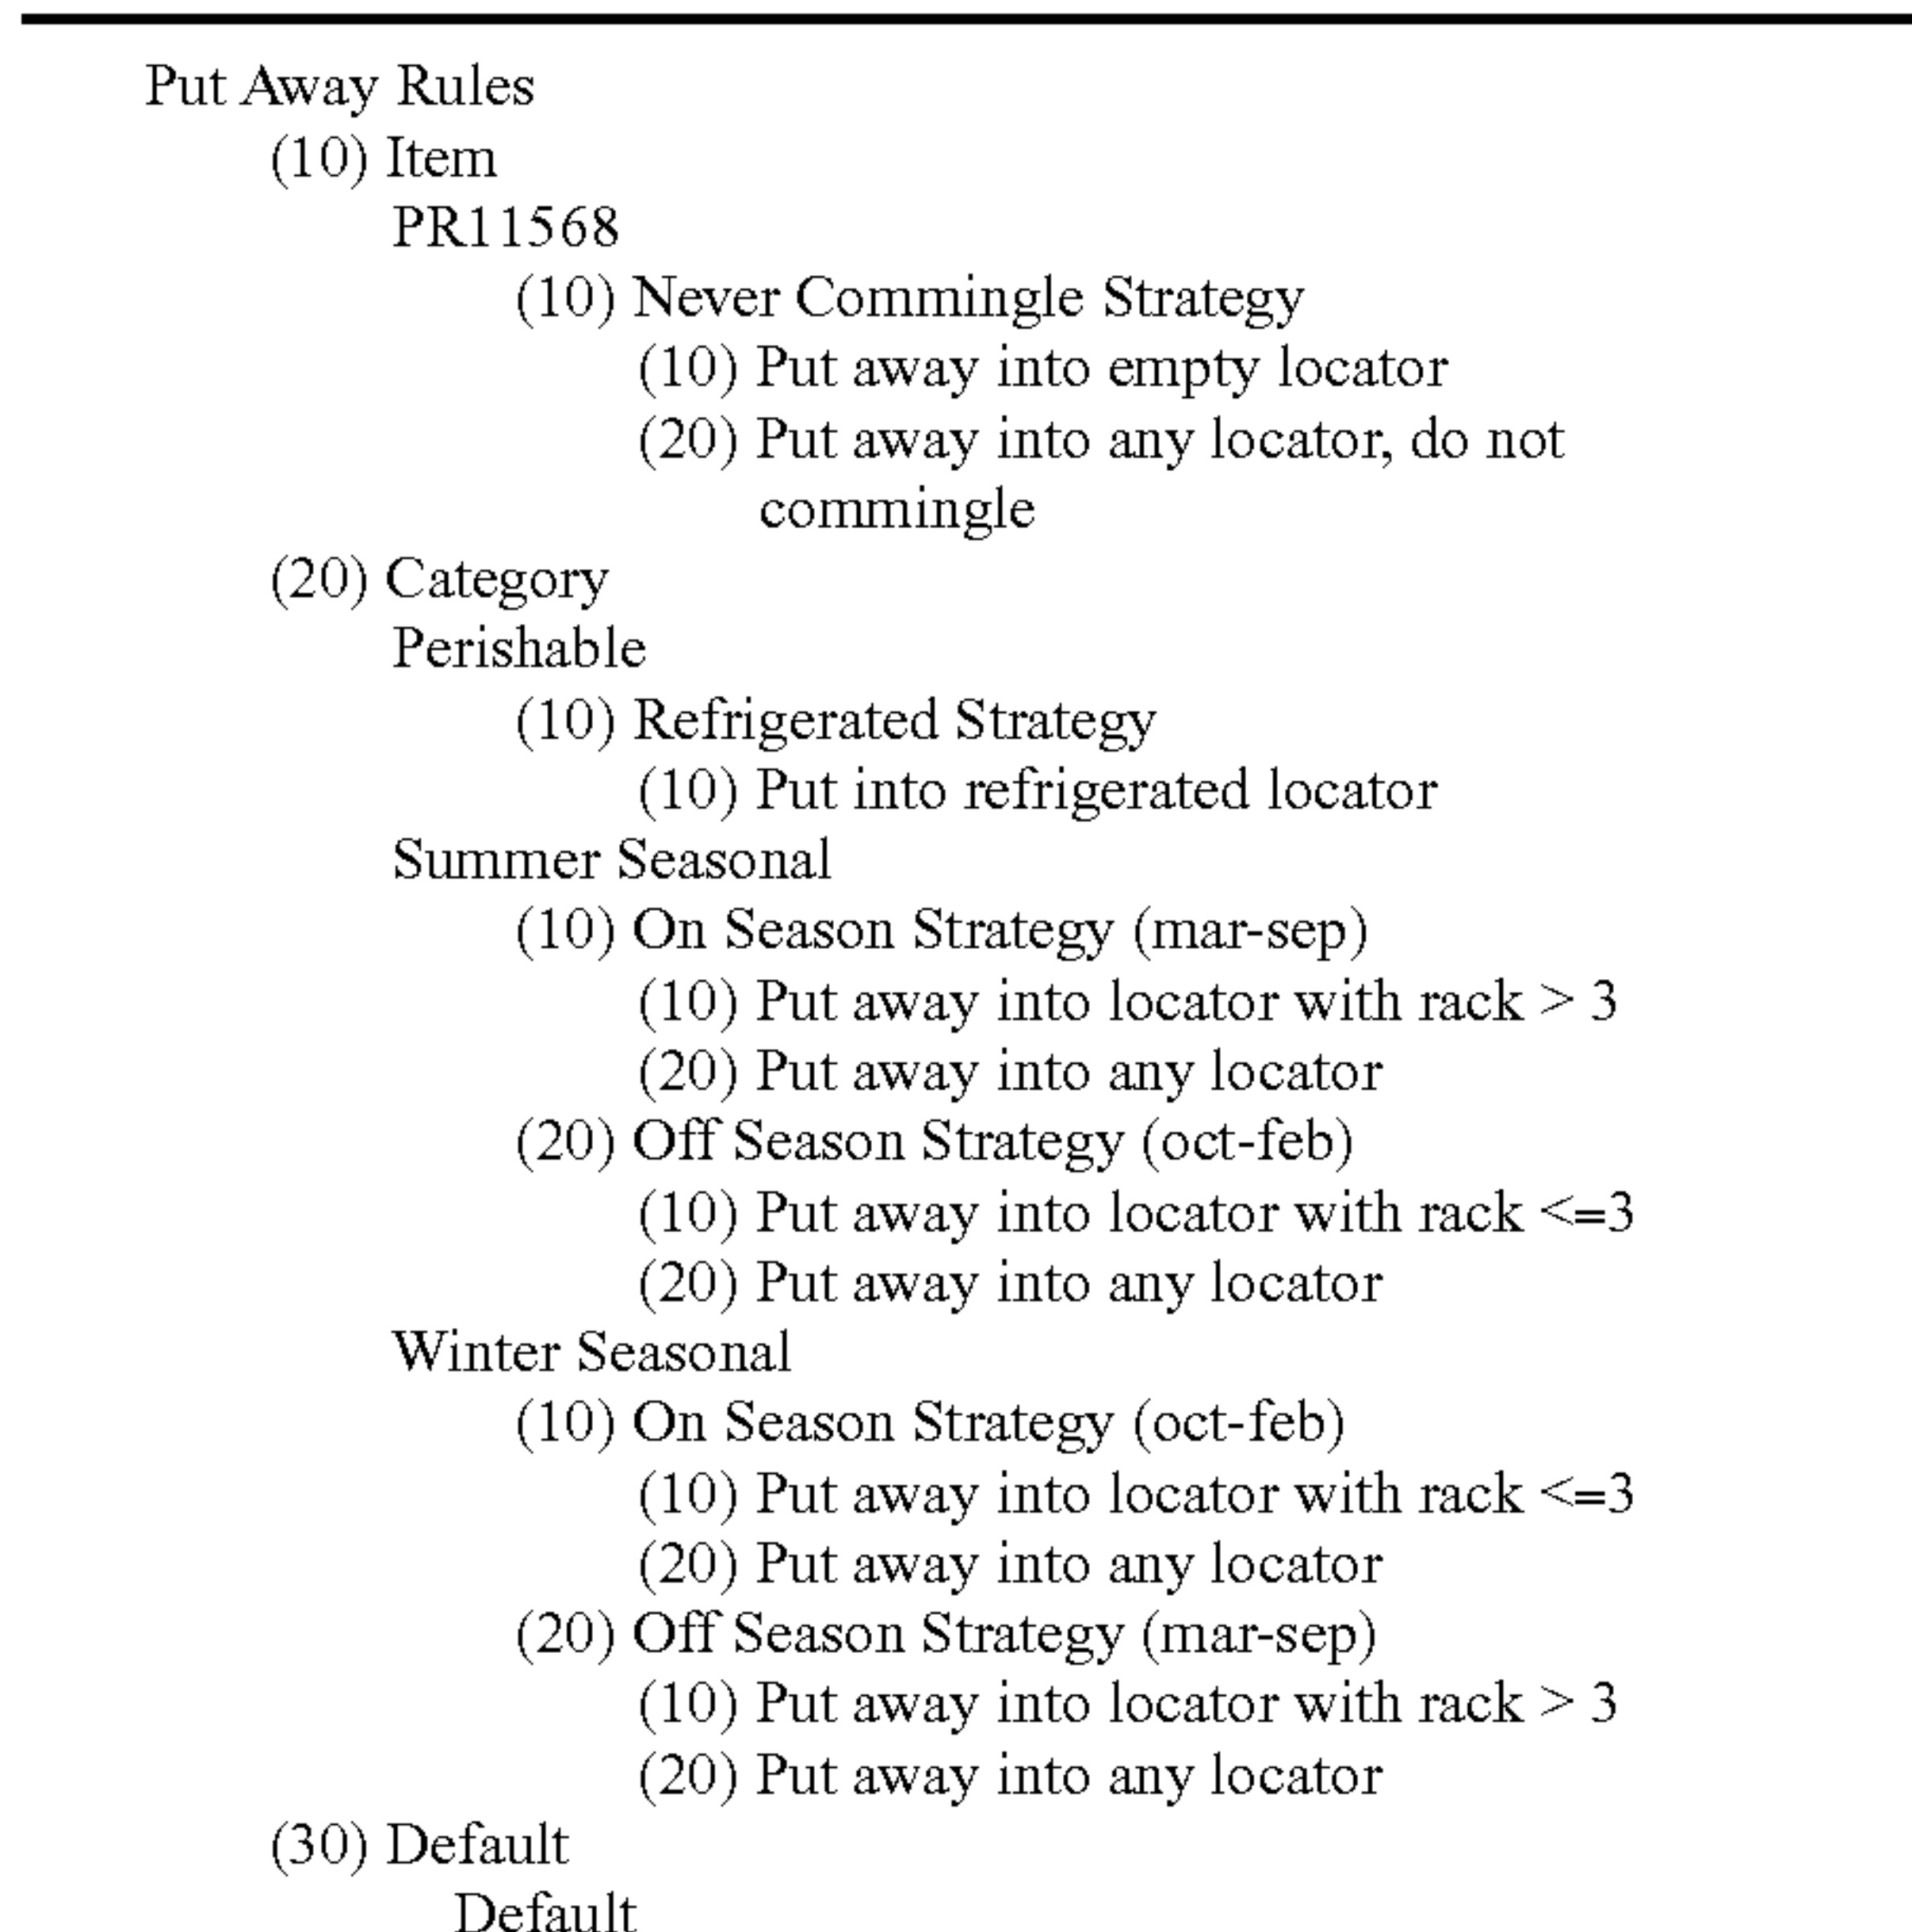 Put Away Rules
(10) Item
PR11568
(10) Never Commingle Strategy
(10) Put away into empty locator
(20) Put away into any locator, do not
commingle
(20) Category
Perishable
(10) Refrigerated Strategy
(10) Put into refrigerated locator
Summer Seasonal
(10) On Season Strategy (mar-sep)
(10) Put away into locator with rack > 3
(20) Put away into any locator
(20) Off Season Strategy (oct-feb)
(10) Put away into locator with rack <=3
(20) Put away into any locator
Winter Seasonal
(10) On Season Strategy (oct-feb)
(10) Put away into locator with rack <=3
(20) Put away into any locator
(20) Off Season Strategy (mar-sep)
(10) Put away into locator with rack > 3
(20) Put away into any locator
(30) Default
Default